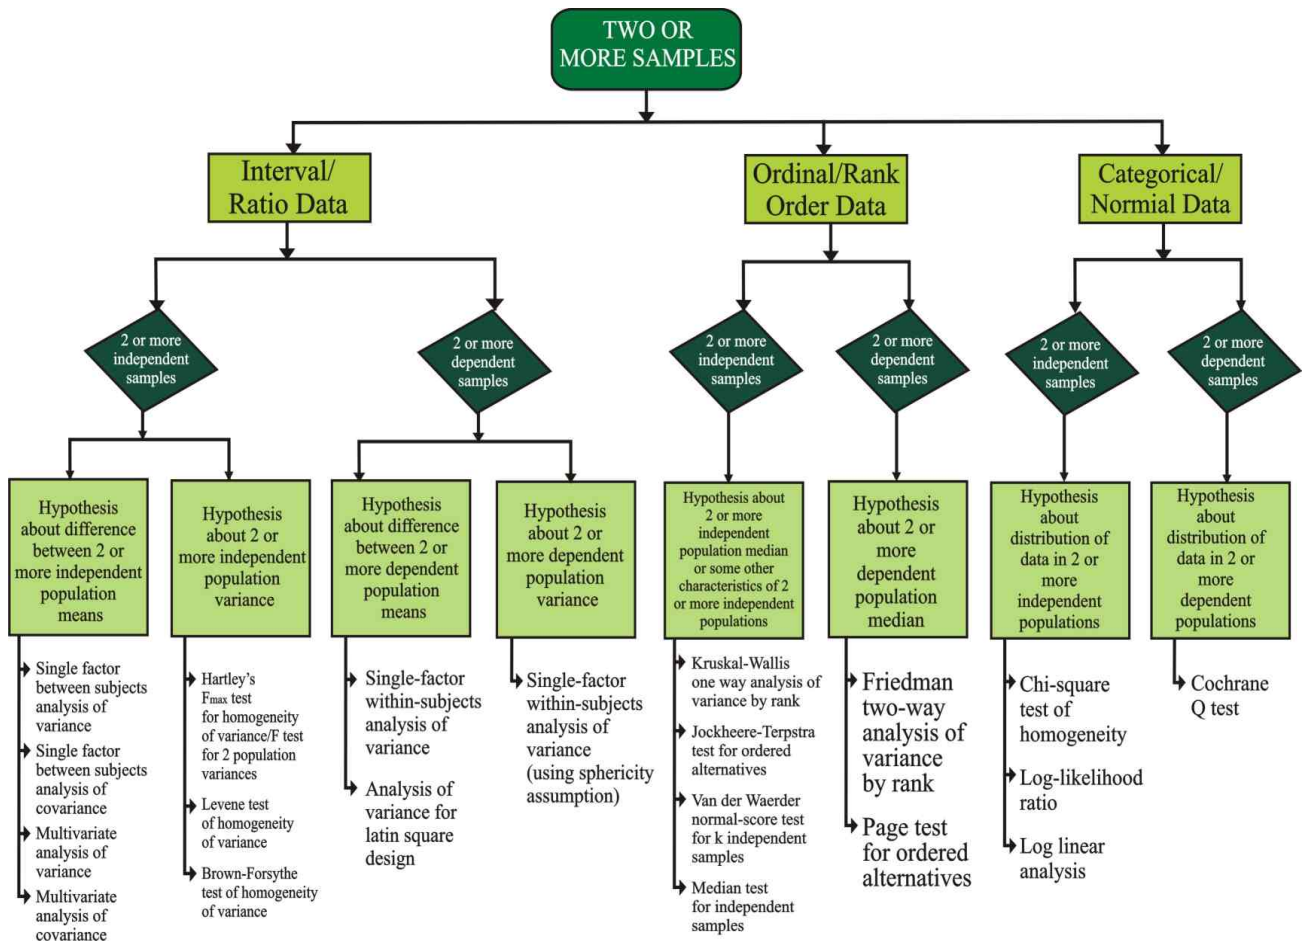 TWO OR
MORE SAMPLES
Interval/
Ratio Data
Ordinal/Rank
Order Data
Categorical/
Normial Data
2 or more
independent
samples
2 or more
dependent
samples
2 or more
independent
samples
2 or more
dependent
samples
2 or more
independent
samples
2 or more
dependent
samples
Hypothesis
about difference
between 2 or
more independent
population
means
Hypothesis
about 2 or
more independent
population
variance
Hypothesis
about difference
between 2 or
more dependent
population
means
Hypothesis
about 2 or
more dependent
population
variance
Hypothesis about
2 or more
independent
population median
or some other
characteristics of 2
or more independent
populations
Hypothesis
about 2 or
more
dependent
population
median
Hypothesis
about
distribution of
data in 2 or
more
independent
populations
Hypothesis
about
distribution of
data in 2 or
more
dependent
populations
Single factor
between subjects
analysis of
variance
Single factor
between subjects
analysis of
covariance
Multivariate
analysis of
variance
Multivariate
analysis of
covariance
Hartley's
Fmax test
for homogeneity
of variance/F test
for 2 population
variances
Levene test
of homogeneity
of variance
Brown-Forsythe
test of homogeneity
of variance
Single-factor
within-subjects
analysis of
variance
Analysis of
variance for
latin square
design
Single-factor
within-subjects
analysis of
variance
(using sphericity
assumption)
Kruskal-Wallis
one way analysis of
variance by rank
Jockheere-Terpstra
test for ordered
alternatives
Van der Waerder
normal-score test
for k independent
samples
Median test
for independent
samples
Friedman
two-way
analysis of
variance
by rank
Page test
for ordered
alternatives
Chi-square
test of
homogeneity
Log-likelihood
ratio
Log linear
analysis
Cochrane
Q test